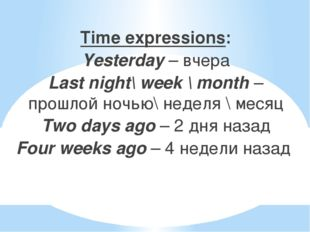 Time expressions:
Yesterday – вчера
Last night\ week \ month –
прошлой ночью\ неделя \ месяц
Two days ago – 2 дня назад
Four weeks ago – 4 недели назад